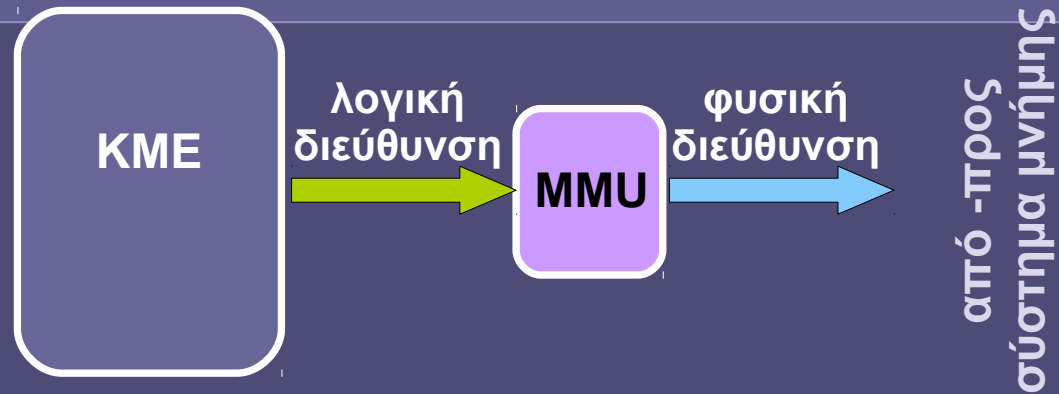 ΚΜΕ
λογική
διεύθυνση
MMU
φυσική
διεύθυνση
από -προς
σύστημα μνήμης